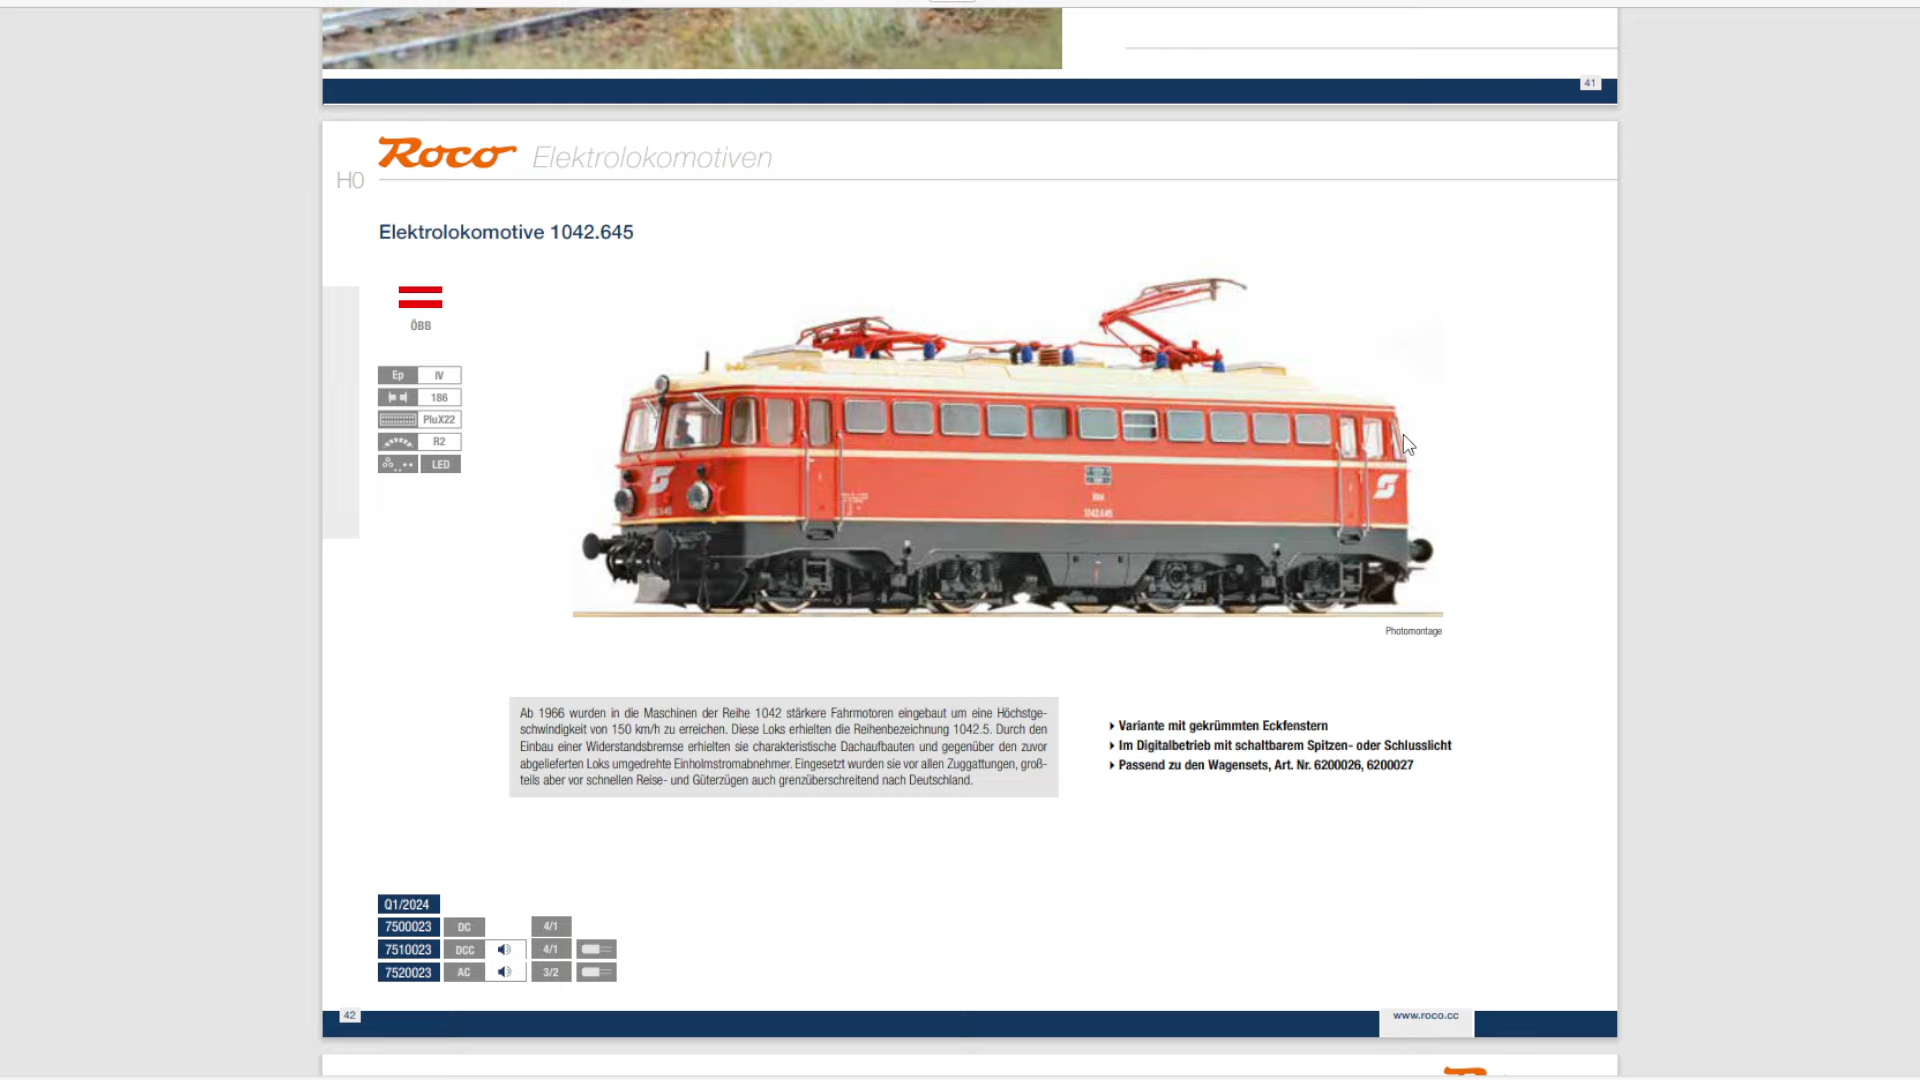 41
Roco Elektrolokomotiven
H0
Elektrolokomotive 1042.645
ÖBB
Ep IV
186
PluX22
R2
LED
ÖBB
1042.645
Photomontage
Ab 1966 wurden in die Maschinen der Reihe 1042 stärkere Fahrmotoren eingebaut um eine Höchstge-
schwindigkeit von 150 km/h zu erreichen. Diese Loks erhielten die Reihenbezeichnung 1042.5. Durch den
Einbau einer Widerstandsbremse erhielten sie charakteristische Dachaufbauten und gegenüber den zuvor
abgelieferten Loks umgedrehte Einholmstromabnehmer. Eingesetzt wurden sie vor allen Zuggattungen, groß-
teils aber vor schnellen Reise- und Güterzügen auch grenzüberschreitend nach Deutschland.
Variante mit gekrümmten Eckfenstern
Im Digitalbetrieb mit schaltbarem Spitzen- oder Schlusslicht
Passend zu den Wagensets, Art. Nr. 6200026, 6200027
Q1/2024
7500023 DC 4/1
7510023 DCC 4/1
7520023 AC 3/2
42
www.roco.cc